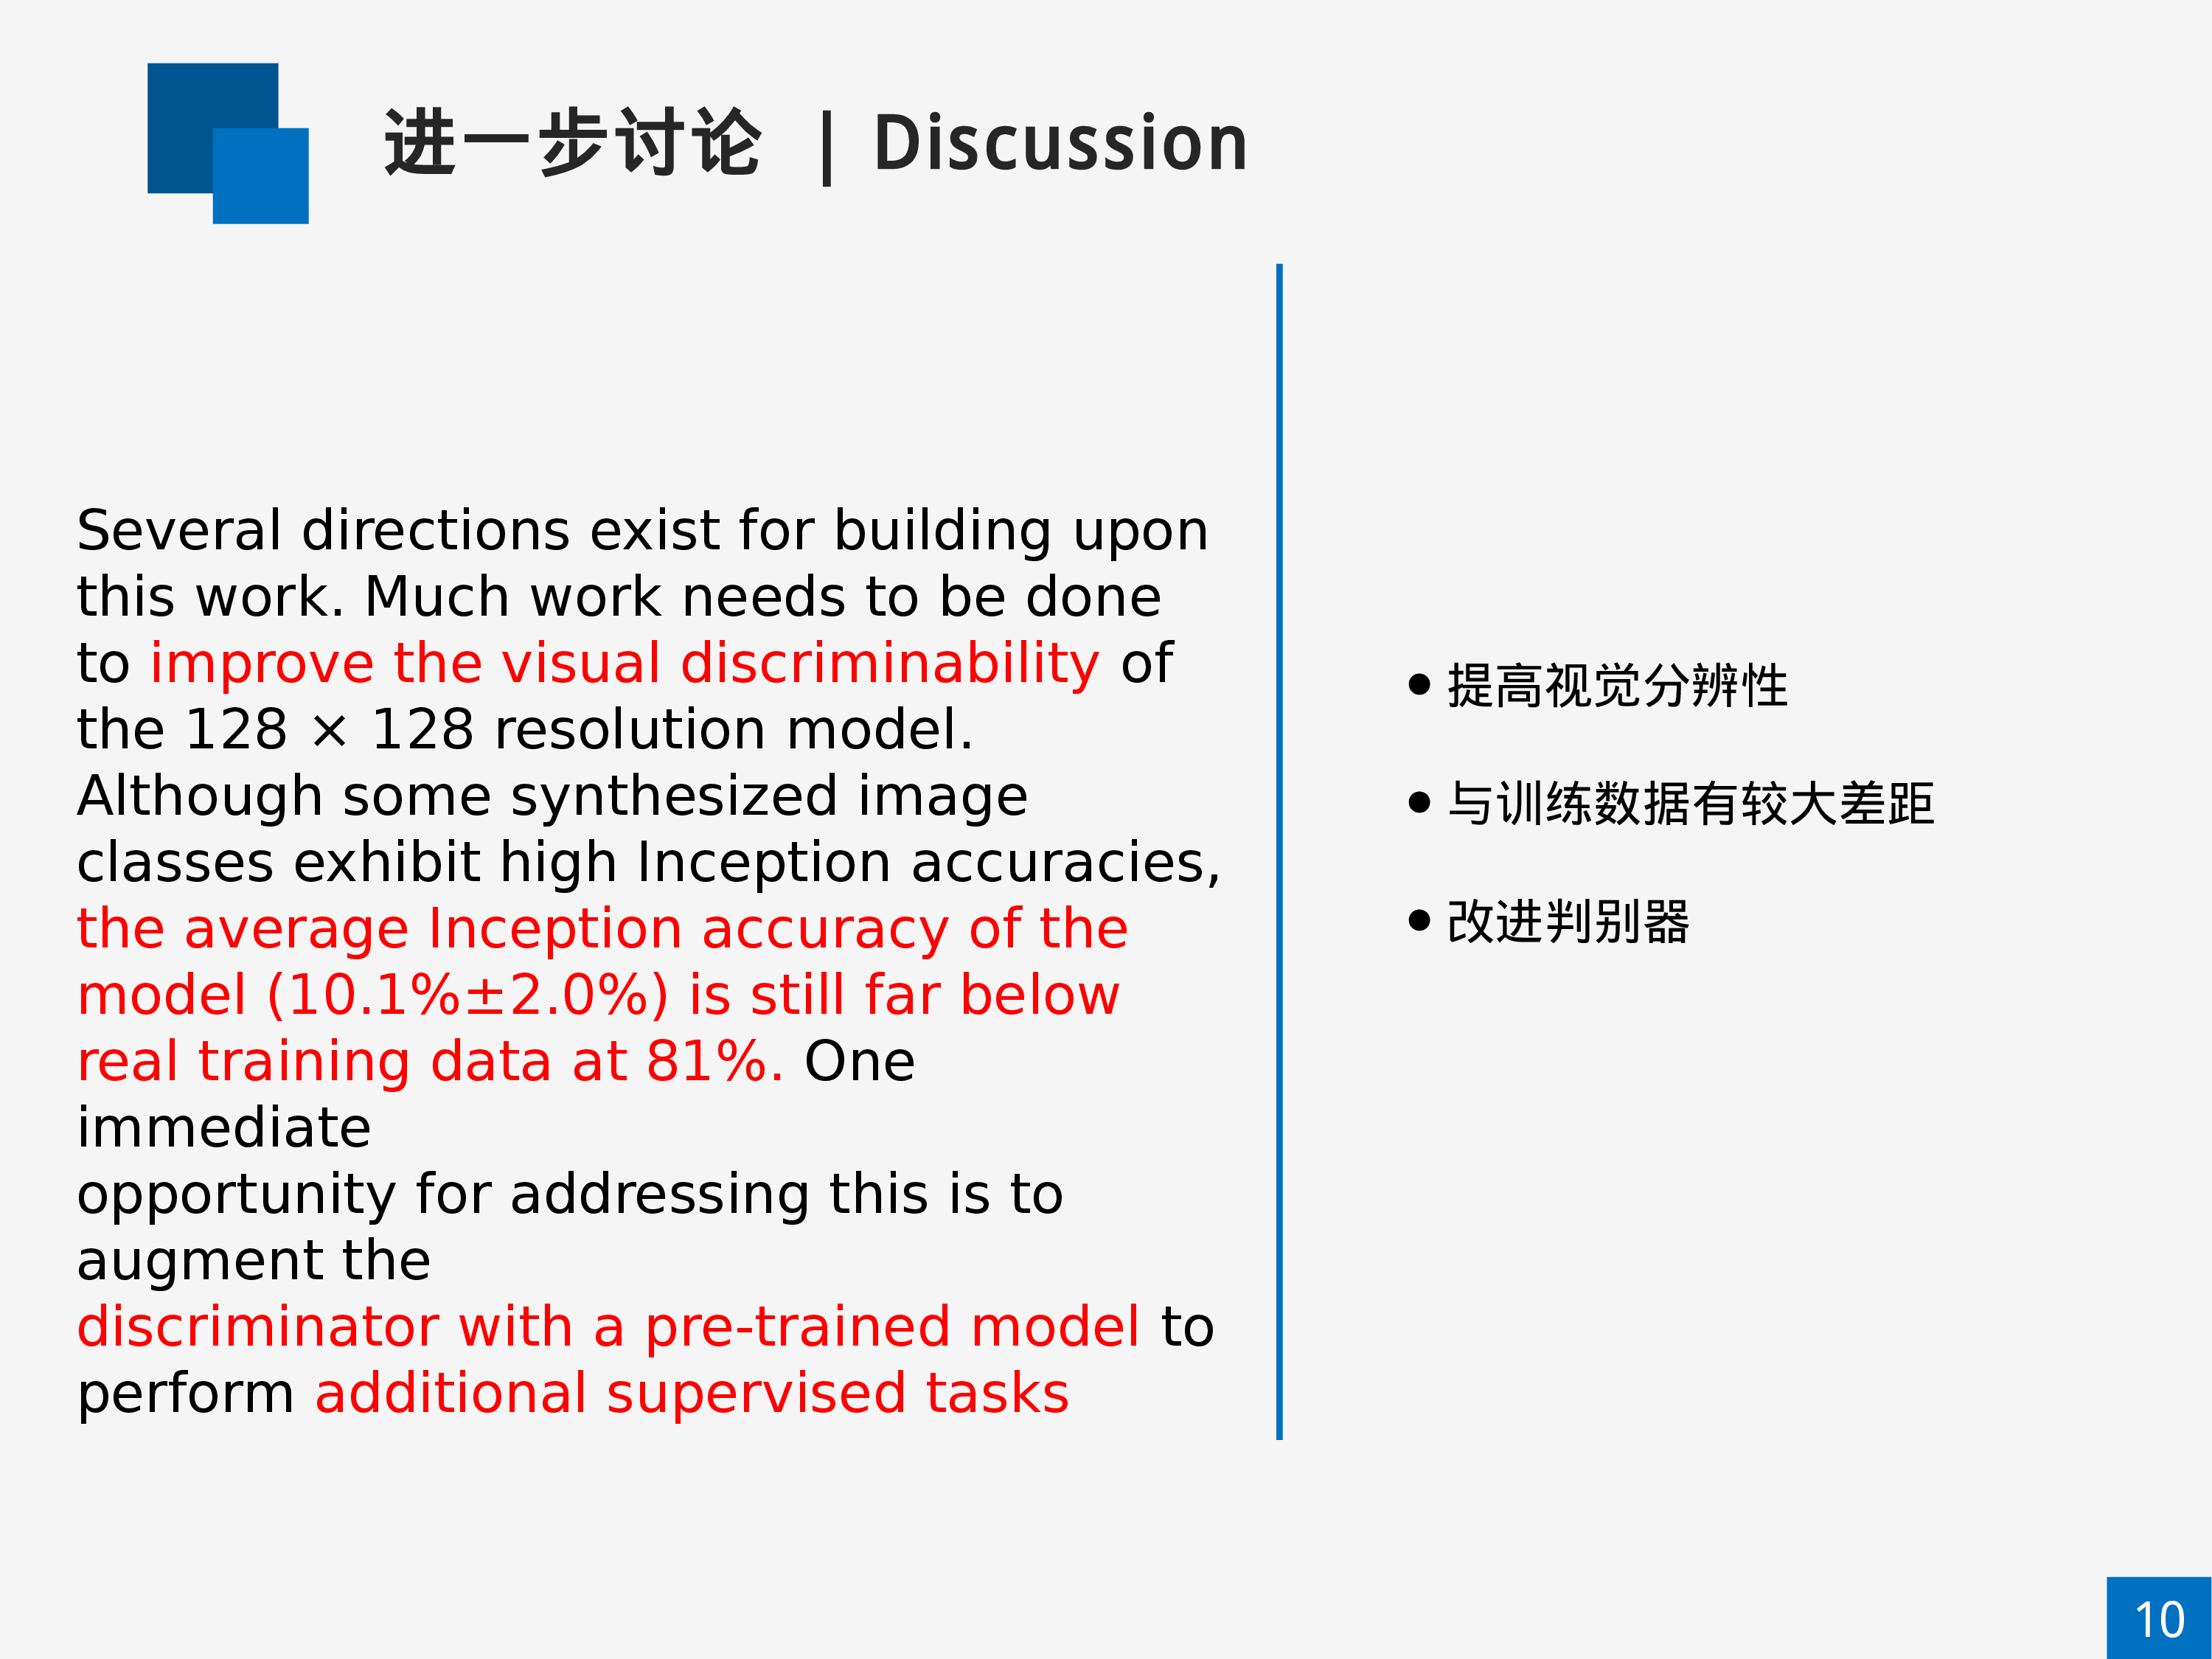 进一步讨论 | Discussion
Several directions exist for building upon
this work. Much work needs to be done
to improve the visual discriminability of
the 128 × 128 resolution model.
Although some synthesized image
classes exhibit high Inception accuracies,
the average Inception accuracy of the
model (10.1%±2.0%) is still far below
real training data at 81%. One
immediate
opportunity for addressing this is to
augment the
discriminator with a pre-trained model to
perform additional supervised tasks
● 提高视觉分辨性
● 与训练数据有较大差距
● 改进判别器
10